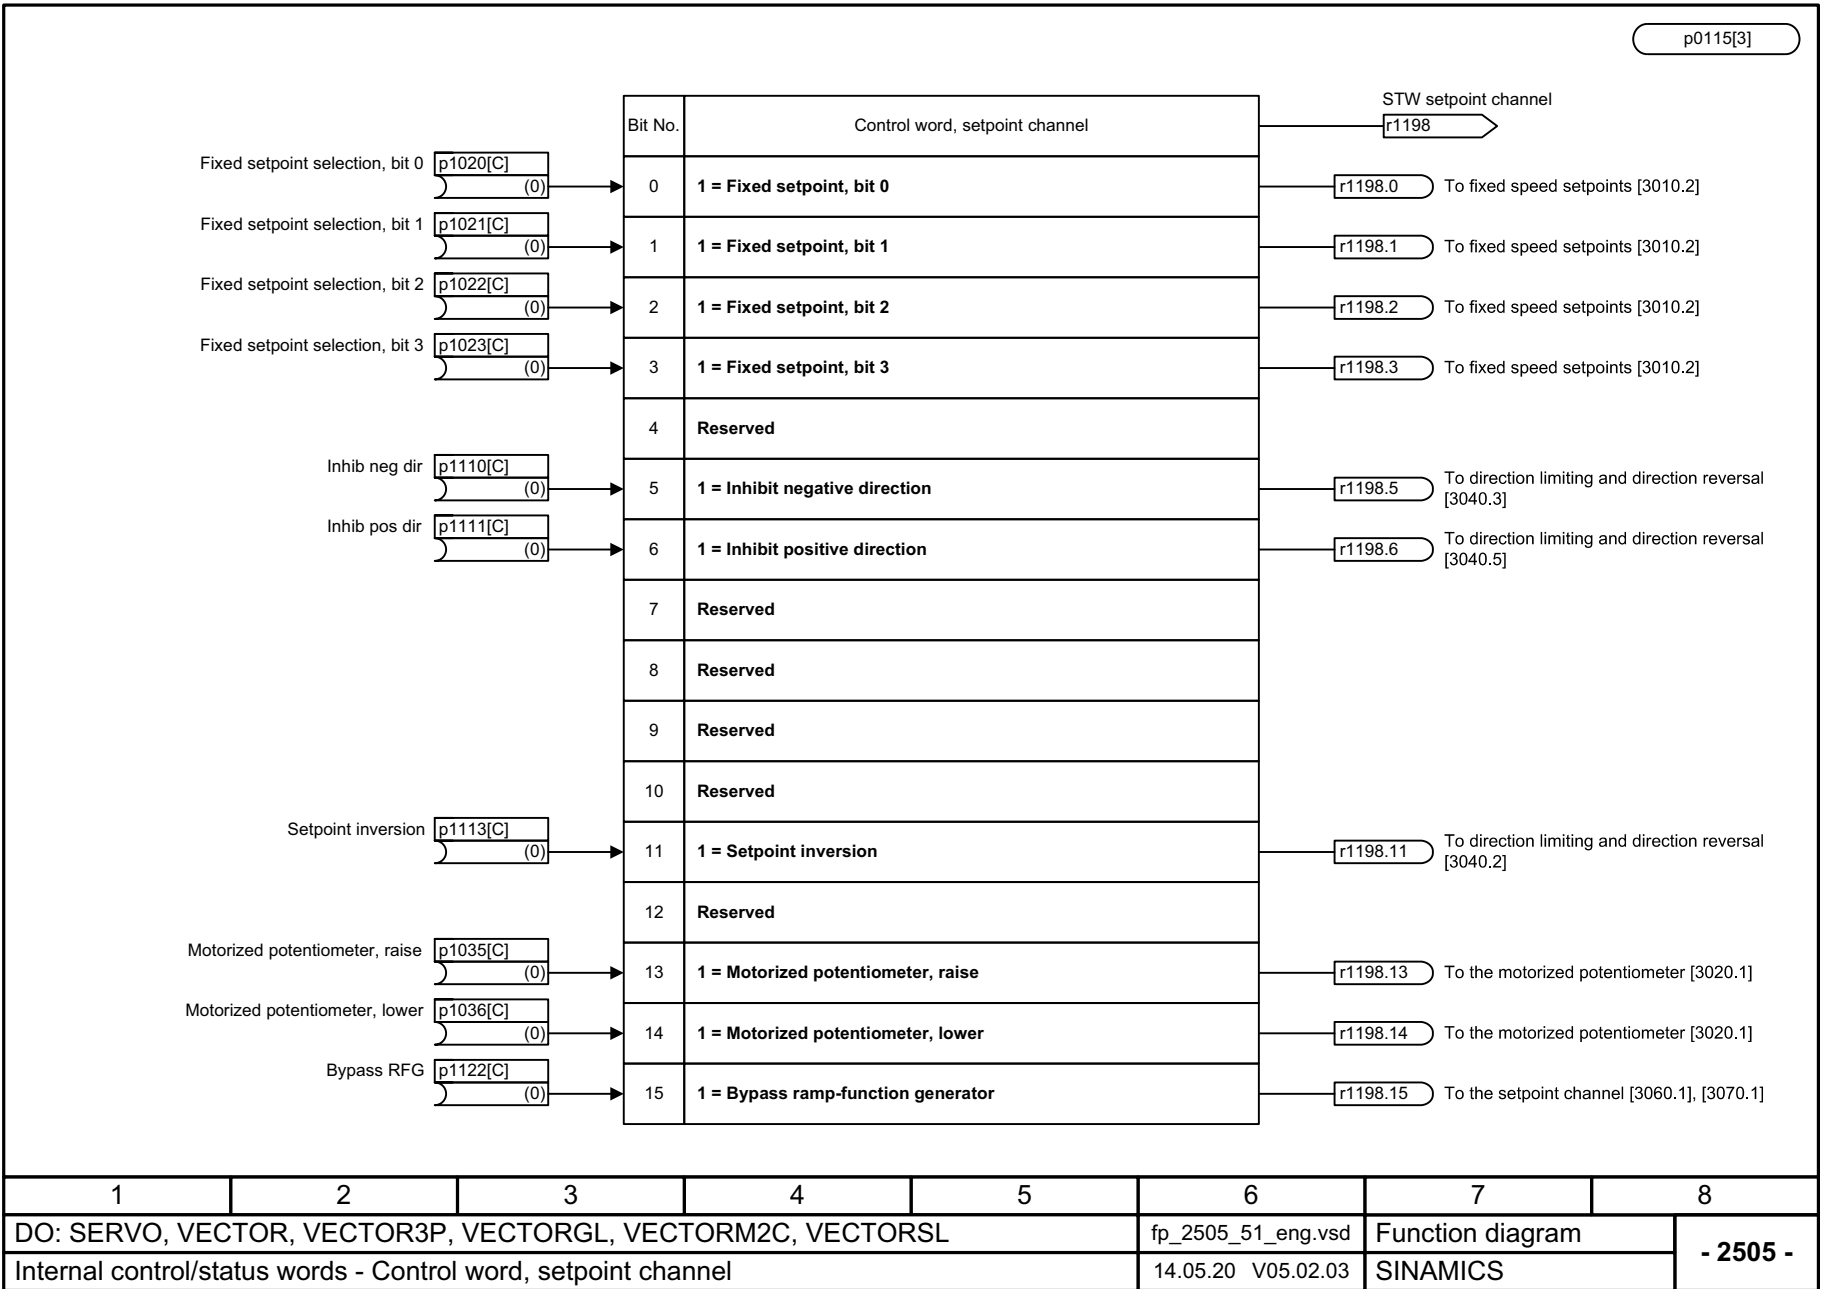 p0115[3]
STW setpoint channel
Bit No. Control word, setpoint channel r1198
Fixed setpoint selection, bit 0 p1020[C]
(0) 0 1 = Fixed setpoint, bit 0 r1198.0 To fixed speed setpoints [3010.2]
Fixed setpoint selection, bit 1 p1021[C]
(0) 1 1 = Fixed setpoint, bit 1 r1198.1 To fixed speed setpoints [3010.2]
Fixed setpoint selection, bit 2 p1022[C]
(0) 2 1 = Fixed setpoint, bit 2 r1198.2 To fixed speed setpoints [3010.2]
Fixed setpoint selection, bit 3 p1023[C]
(0) 3 1 = Fixed setpoint, bit 3 r1198.3 To fixed speed setpoints [3010.2]
4 Reserved
Inhib neg dir p1110[C]
(0) 5 1 = Inhibit negative direction r1198.5 To direction limiting and direction reversal
[3040.3]
Inhib pos dir p1111[C]
(0) 6 1 = Inhibit positive direction r1198.6 To direction limiting and direction reversal
[3040.5]
7 Reserved
8 Reserved
9 Reserved
10 Reserved
Setpoint inversion p1113[C]
(0) 11 1 = Setpoint inversion r1198.11 To direction limiting and direction reversal
[3040.2]
12 Reserved
Motorized potentiometer, raise p1035[C]
(0) 13 1 = Motorized potentiometer, raise r1198.13 To the motorized potentiometer [3020.1]
Motorized potentiometer, lower p1036[C]
(0) 14 1 = Motorized potentiometer, lower r1198.14 To the motorized potentiometer [3020.1]
Bypass RFG p1122[C]
(0) 15 1 = Bypass ramp-function generator r1198.15 To the setpoint channel [3060.1], [3070.1]
1 2 3 4 5 6 7 8
DO: SERVO, VECTOR, VECTOR3P, VECTORGL, VECTORM2C, VECTORSL fp_2505_51_eng.vsd Function diagram - 2505 -
Internal control/status words - Control word, setpoint channel 14.05.20 V05.02.03 SINAMICS